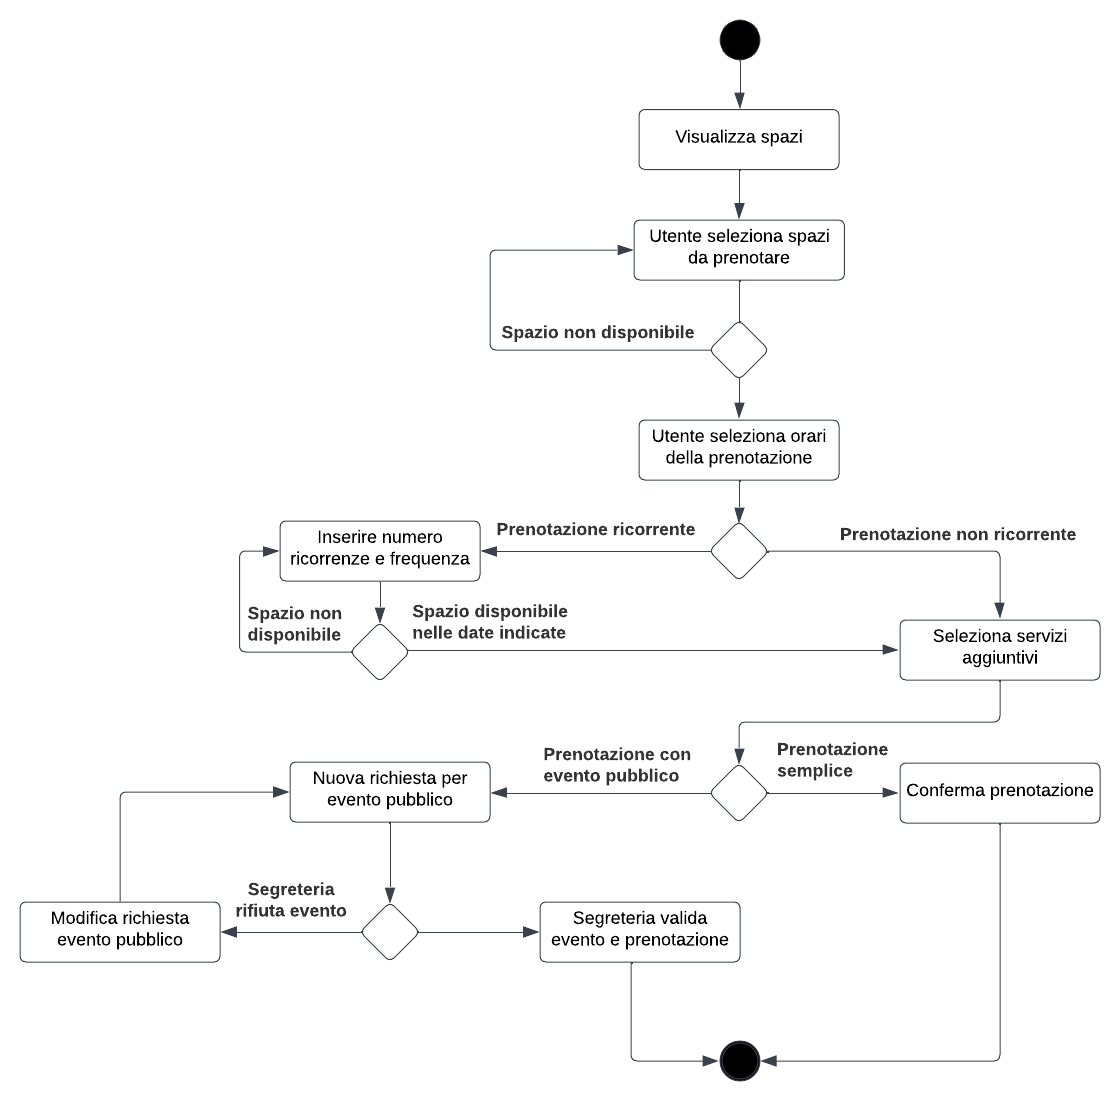 Visualizza spazi
Utente seleziona spazi
da prenotare
Spazio non disponibile
Utente seleziona orari
della prenotazione
Prenotazione ricorrente
Prenotazione non ricorrente
Inserire numero
ricorrenze e frequenza
Spazio non
disponibile
Spazio disponibile
nelle date indicate
Seleziona servizi
aggiuntivi
Prenotazione con
evento pubblico
Prenotazione
semplice
Nuova richiesta per
evento pubblico
Conferma prenotazione
Segreteria
rifiuta evento
Modifica richiesta
evento pubblico
Segreteria valida
evento e prenotazione